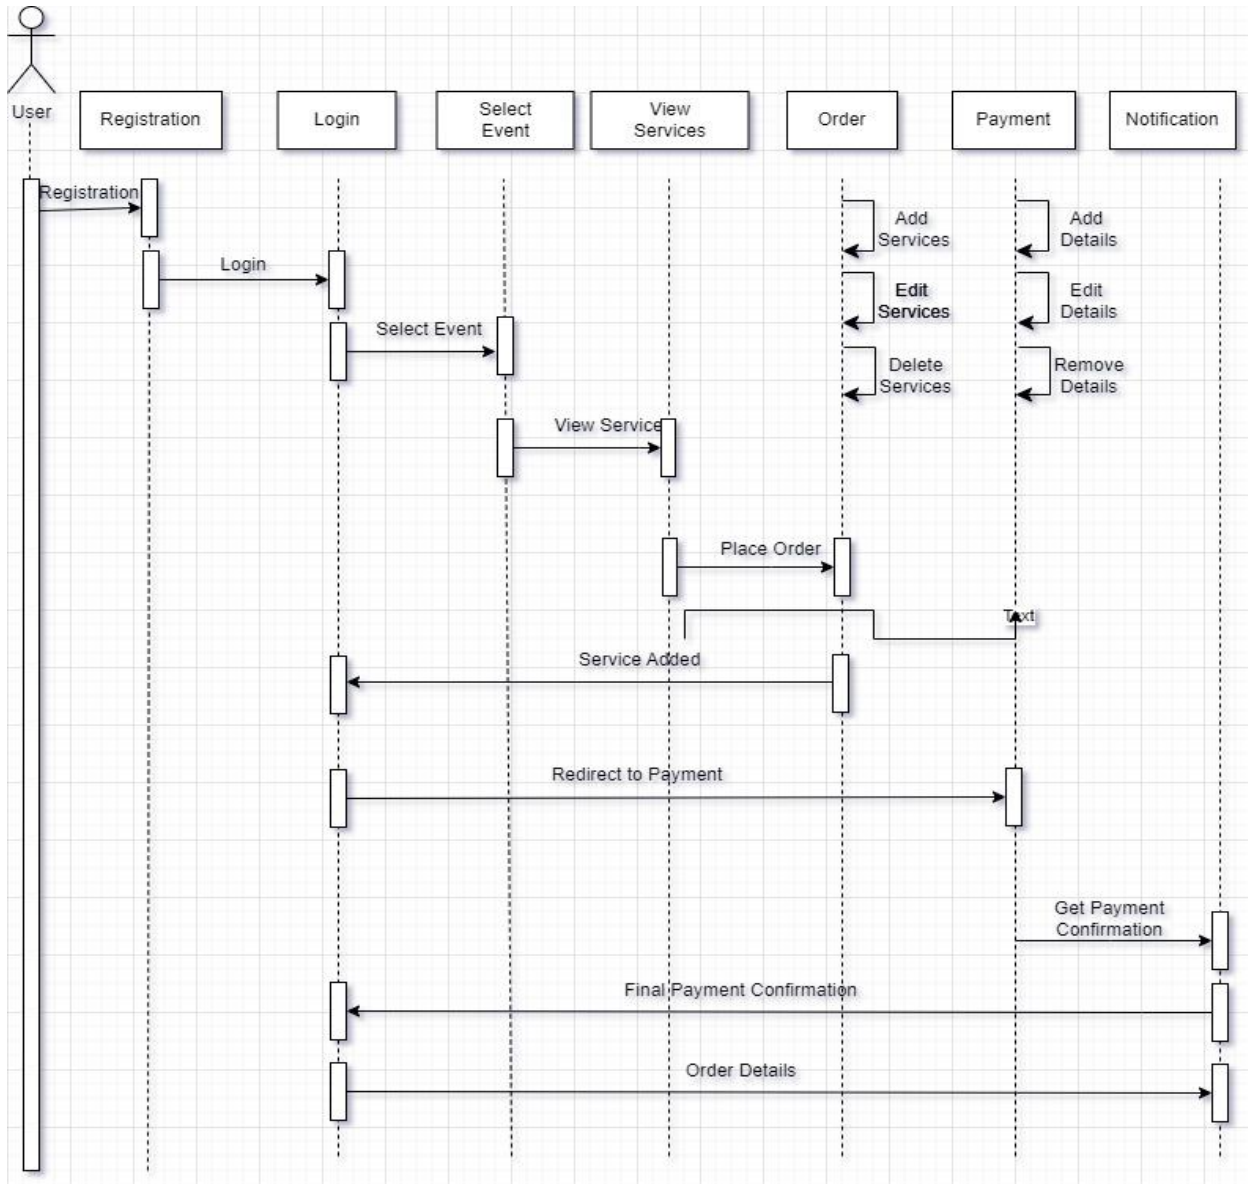 User
Registration
Login
Select
Event
View
Services
Order
Payment
Notification
Registration
Add
Services
Add
Details
Login
Edit
Services
Edit
Details
Select Event
Delete
Services
Remove
Details
View Service
Place Order
Text
Service Added
Redirect to Payment
Get Payment
Confirmation
Final Payment Confirmation
Order Details